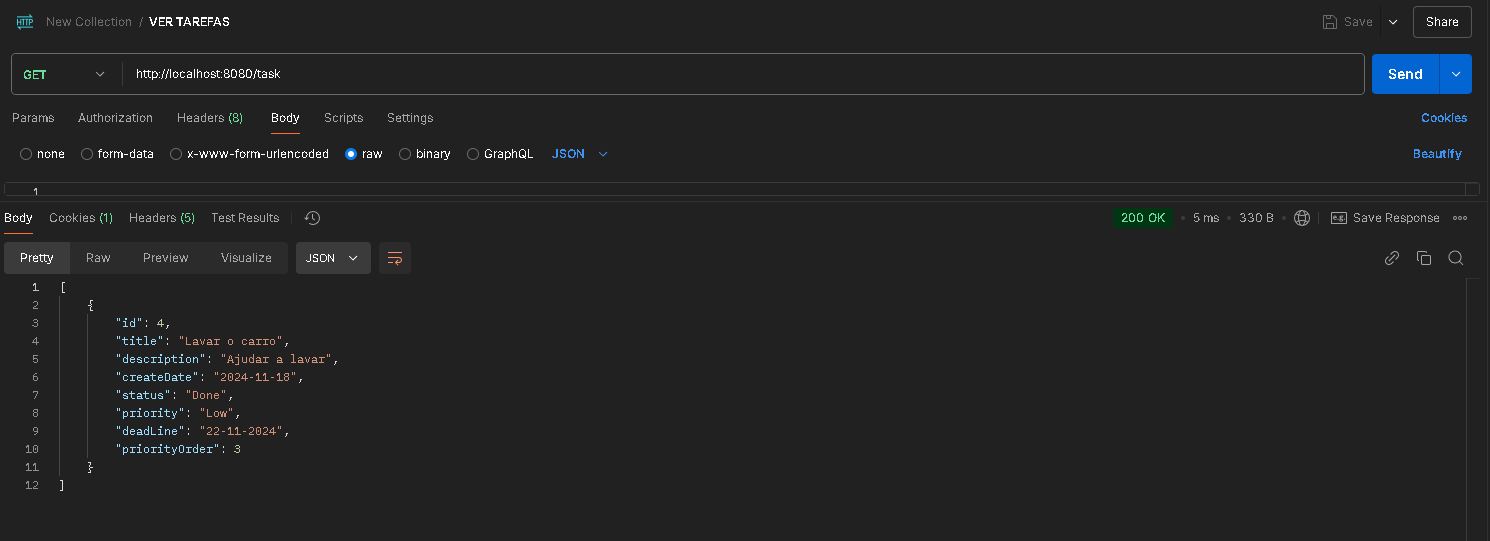 HTTP New Collection / VER TAREFAS Save Share
GET http://localhost:8080/task Send
Params Authorization Headers (8) Body Scripts Settings Cookies
none form-data x-www-form-urlencoded raw binary GraphQL JSON Beautify
1
Body Cookies (1) Headers (5) Test Results 200 OK • 5 ms • 330 B • e.g. Save Response
Pretty Raw Preview Visualize JSON
1 [
2 {
3 "id": 4,
4 "title": "Lavar o carro",
5 "description": "Ajudar a lavar",
6 "createDate": "2024-11-18",
7 "status": "Done",
8 "priority": "Low",
9 "deadLine": "22-11-2024",
10 "priorityOrder": 3
11 }
12 ]